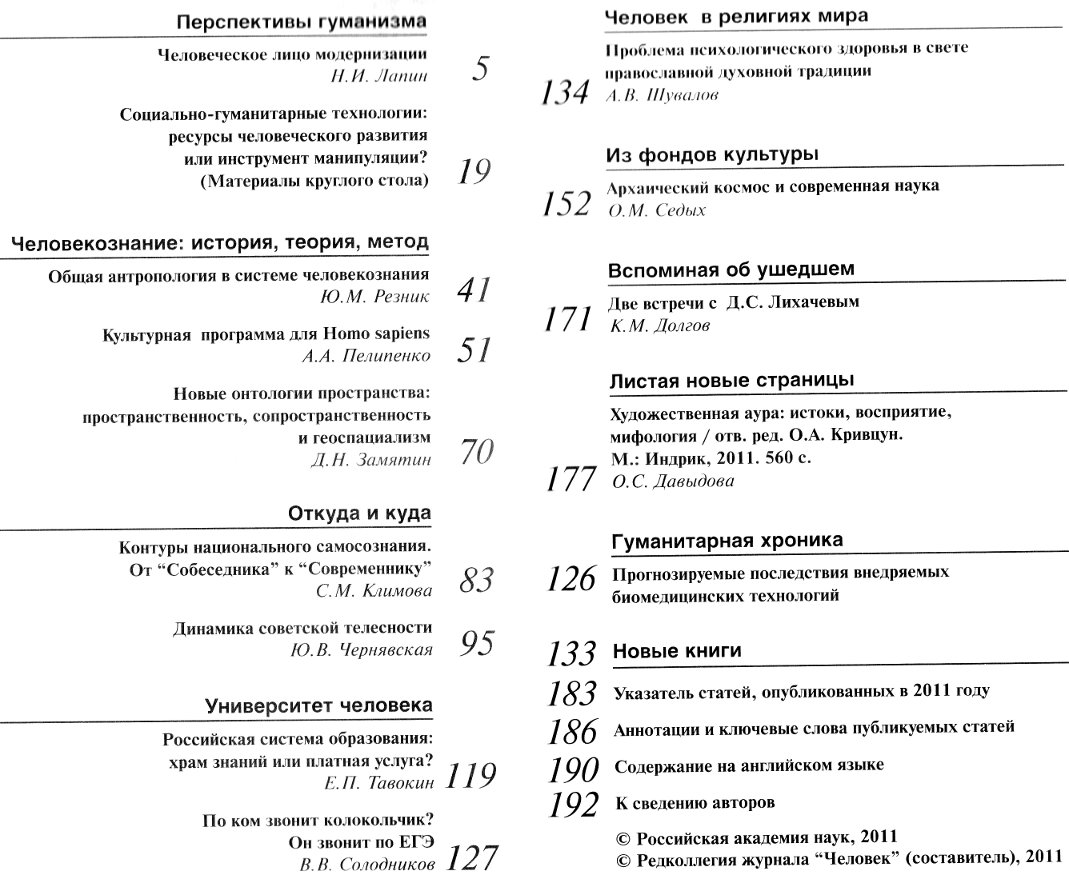 Перспективы гуманизма
Человеческое лицо модернизации
Н.И. Лапин 5
Социально-гуманитарные технологии:
ресурсы человеческого развития
или инструмент манипуляции?
(Материалы круглого стола) 19
Человекознание: история, теория, метод
Общая антропология в системе человекознания
Ю.М. Резник 41
Культурная программа для Homo sapiens
А.А. Пелипенко 51
Новые онтологии пространства:
пространственность, сопространственность
и геоспациализм
Д.Н. Замятин 70
Откуда и куда
Контуры национального самосознания.
От “Собеседника” к “Современнику”
С.М. Климова 83
Динамика советской телесности
Ю.В. Чернявская 95
Университет человека
Российская система образования:
храм знаний или платная услуга?
Е.П. Тавокин 119
По ком звонит колокольчик?
Он звонит по ЕГЭ
В.В. Солодников 127
Человек в религиях мира
Проблема психологического здоровья в свете
православной духовной традиции
134 А.В. Шувалов
Из фондов культуры
Архаический космос и современная наука
152 О.М. Седых
Вспоминая об ушедшем
Две встречи с Д.С. Лихачевым
171 К.М. Долгов
Листая новые страницы
Художественная аура: истоки, восприятие,
мифология / отв. ред. О.А. Кривцун.
М.: Индрик, 2011. 560 с.
177 О.С. Давыдова
Гуманитарная хроника
126 Прогнозируемые последствия внедряемых
биомедицинских технологий
133 Новые книги
183 Указатель статей, опубликованных в 2011 году
186 Аннотации и ключевые слова публикуемых статей
190 Содержание на английском языке
192 К сведению авторов
© Российская академия наук, 2011
© Редколлегия журнала “Человек” (составитель), 2011